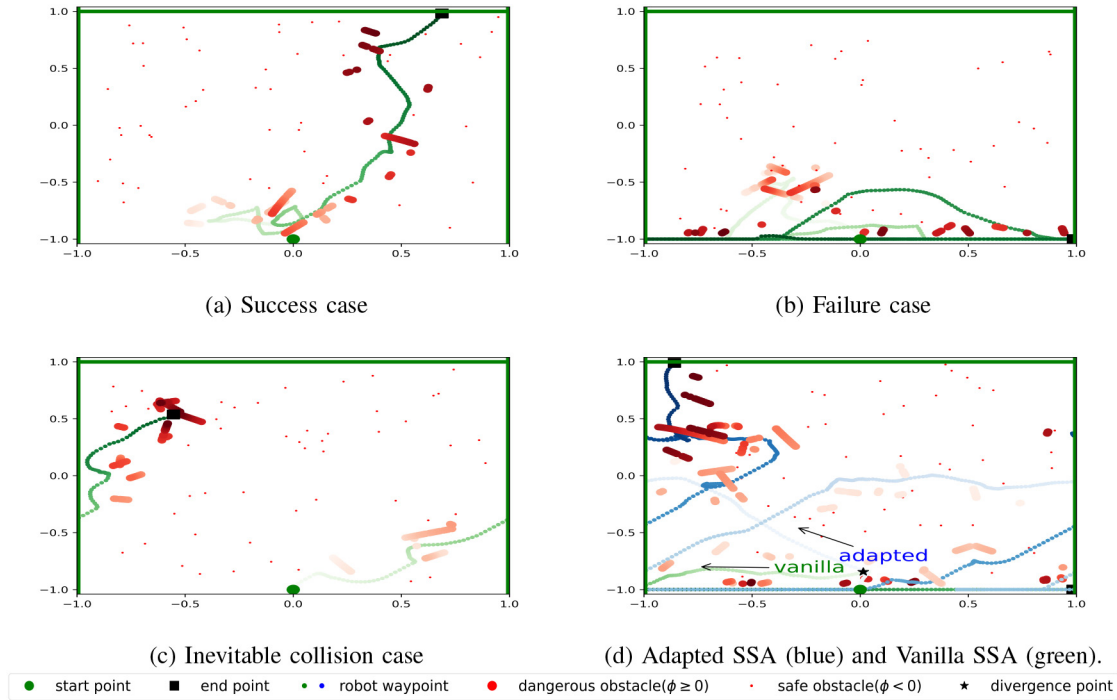 1.0
0.5
0.0
−0.5
−1.0
−1.0 −0.5 0.0 0.5 1.0
(a) Success case
1.0
0.5
0.0
−0.5
−1.0
−1.0 −0.5 0.0 0.5 1.0
(b) Failure case
1.0
0.5
0.0
−0.5
−1.0
−1.0 −0.5 0.0 0.5 1.0
(c) Inevitable collision case
1.0
0.5
0.0
−0.5
−1.0
adapted
vanilla
−1.0 −0.5 0.0 0.5 1.0
(d) Adapted SSA (blue) and Vanilla SSA (green).
start point end point robot waypoint dangerous obstacle(ϕ ≥ 0) safe obstacle(ϕ < 0) divergence point